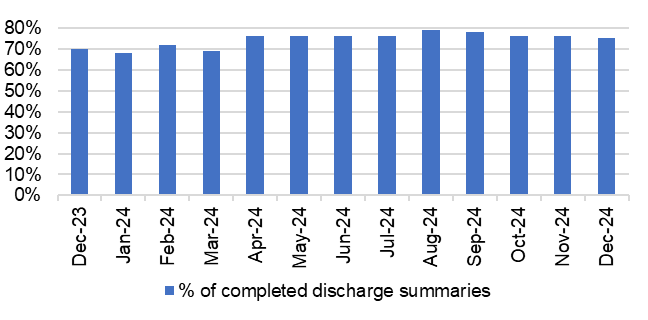 80%
70%
60%
50%
40%
30%
20%
10%
0%
Dec-23
Jan-24
Feb-24
Mar-24
Apr-24
May-24
Jun-24
Jul-24
Aug-24
Sep-24
Oct-24
Nov-24
Dec-24
% of completed discharge summaries